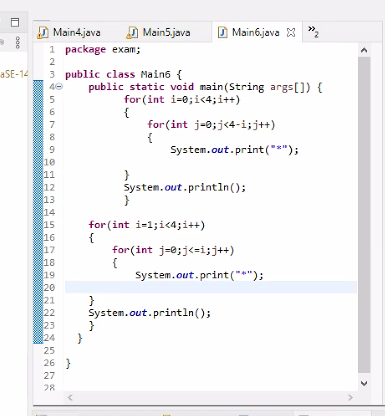 Main4.java Main5.java Main6.java »2
aSE-14
1 package exam;
2
3 public class Main6 {
4 public static void main(String args[]) {
5 for(int i=0;i<4;i++)
6 {
7 for(int j=0;j<4-i;j++)
8 {
9 System.out.print("*");
10
11 }
12 System.out.println();
13 }
14
15 for(int i=1;i<4;i++)
16 {
17 for(int j=0;j<=i;j++)
18 {
19 System.out.print("*");
20
21 }
22 System.out.println();
23 }
24 }
25
26 }
27
28